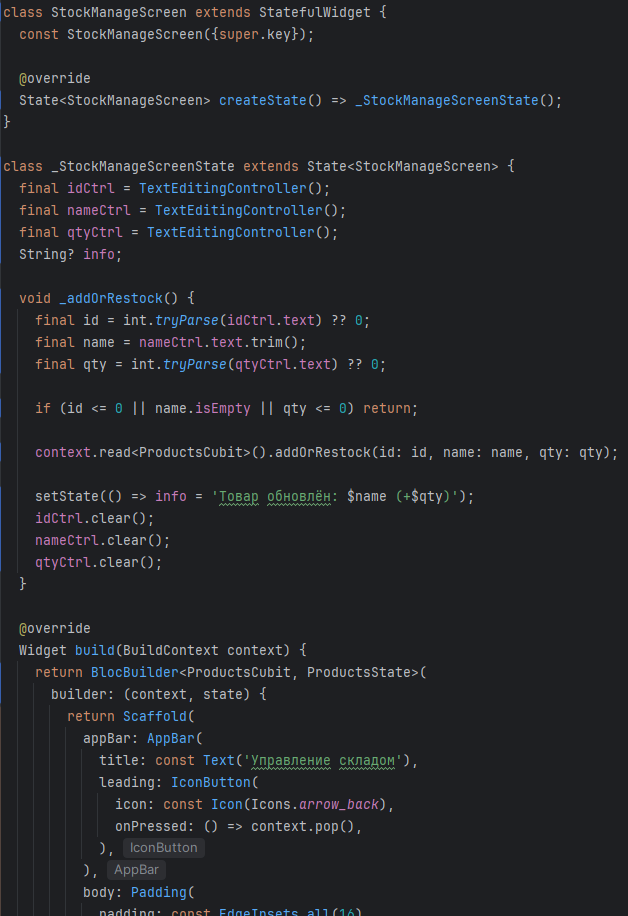 class StockManageScreen extends StatefulWidget {
  const StockManageScreen({super.key});

  @override
  State<StockManageScreen> createState() => _StockManageScreenState();
}

class _StockManageScreenState extends State<StockManageScreen> {
  final idCtrl = TextEditingController();
  final nameCtrl = TextEditingController();
  final qtyCtrl = TextEditingController();
  String? info;

  void _addOrRestock() {
    final id = int.tryParse(idCtrl.text) ?? 0;
    final name = nameCtrl.text.trim();
    final qty = int.tryParse(qtyCtrl.text) ?? 0;

    if (id <= 0 || name.isEmpty || qty <= 0) return;

    context.read<ProductsCubit>().addOrRestock(id: id, name: name, qty: qty);

    setState(() => info = 'Товар обновлён: $name (+$qty)');
    idCtrl.clear();
    nameCtrl.clear();
    qtyCtrl.clear();
  }

  @override
  Widget build(BuildContext context) {
    return BlocBuilder<ProductsCubit, ProductsState>(
      builder: (context, state) {
        return Scaffold(
          appBar: AppBar(
            title: const Text('Управление складом'),
            leading: IconButton(
              icon: const Icon(Icons.arrow_back),
              onPressed: () => context.pop(),
            ), IconButton
          ), AppBar
          body: Padding(
            padding: const EdgeInsets.all(16),